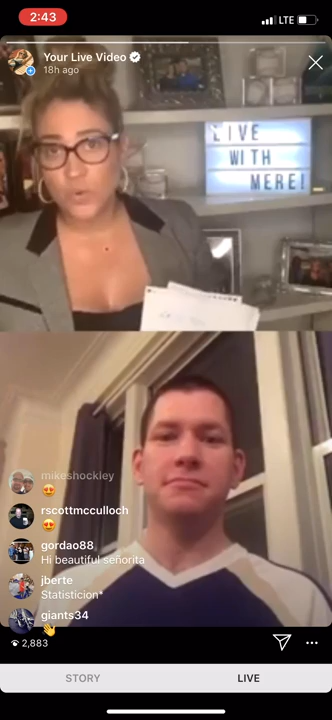 2:43
LTE
Your Live Video
18h ago
LIVE
WITH
MERE!
mikeshockley
😍
rscottmcculloch
😍
gordao88
Hi beautiful señorita
jberte
Statisticion*
giants34
👋
2,883
STORY
LIVE